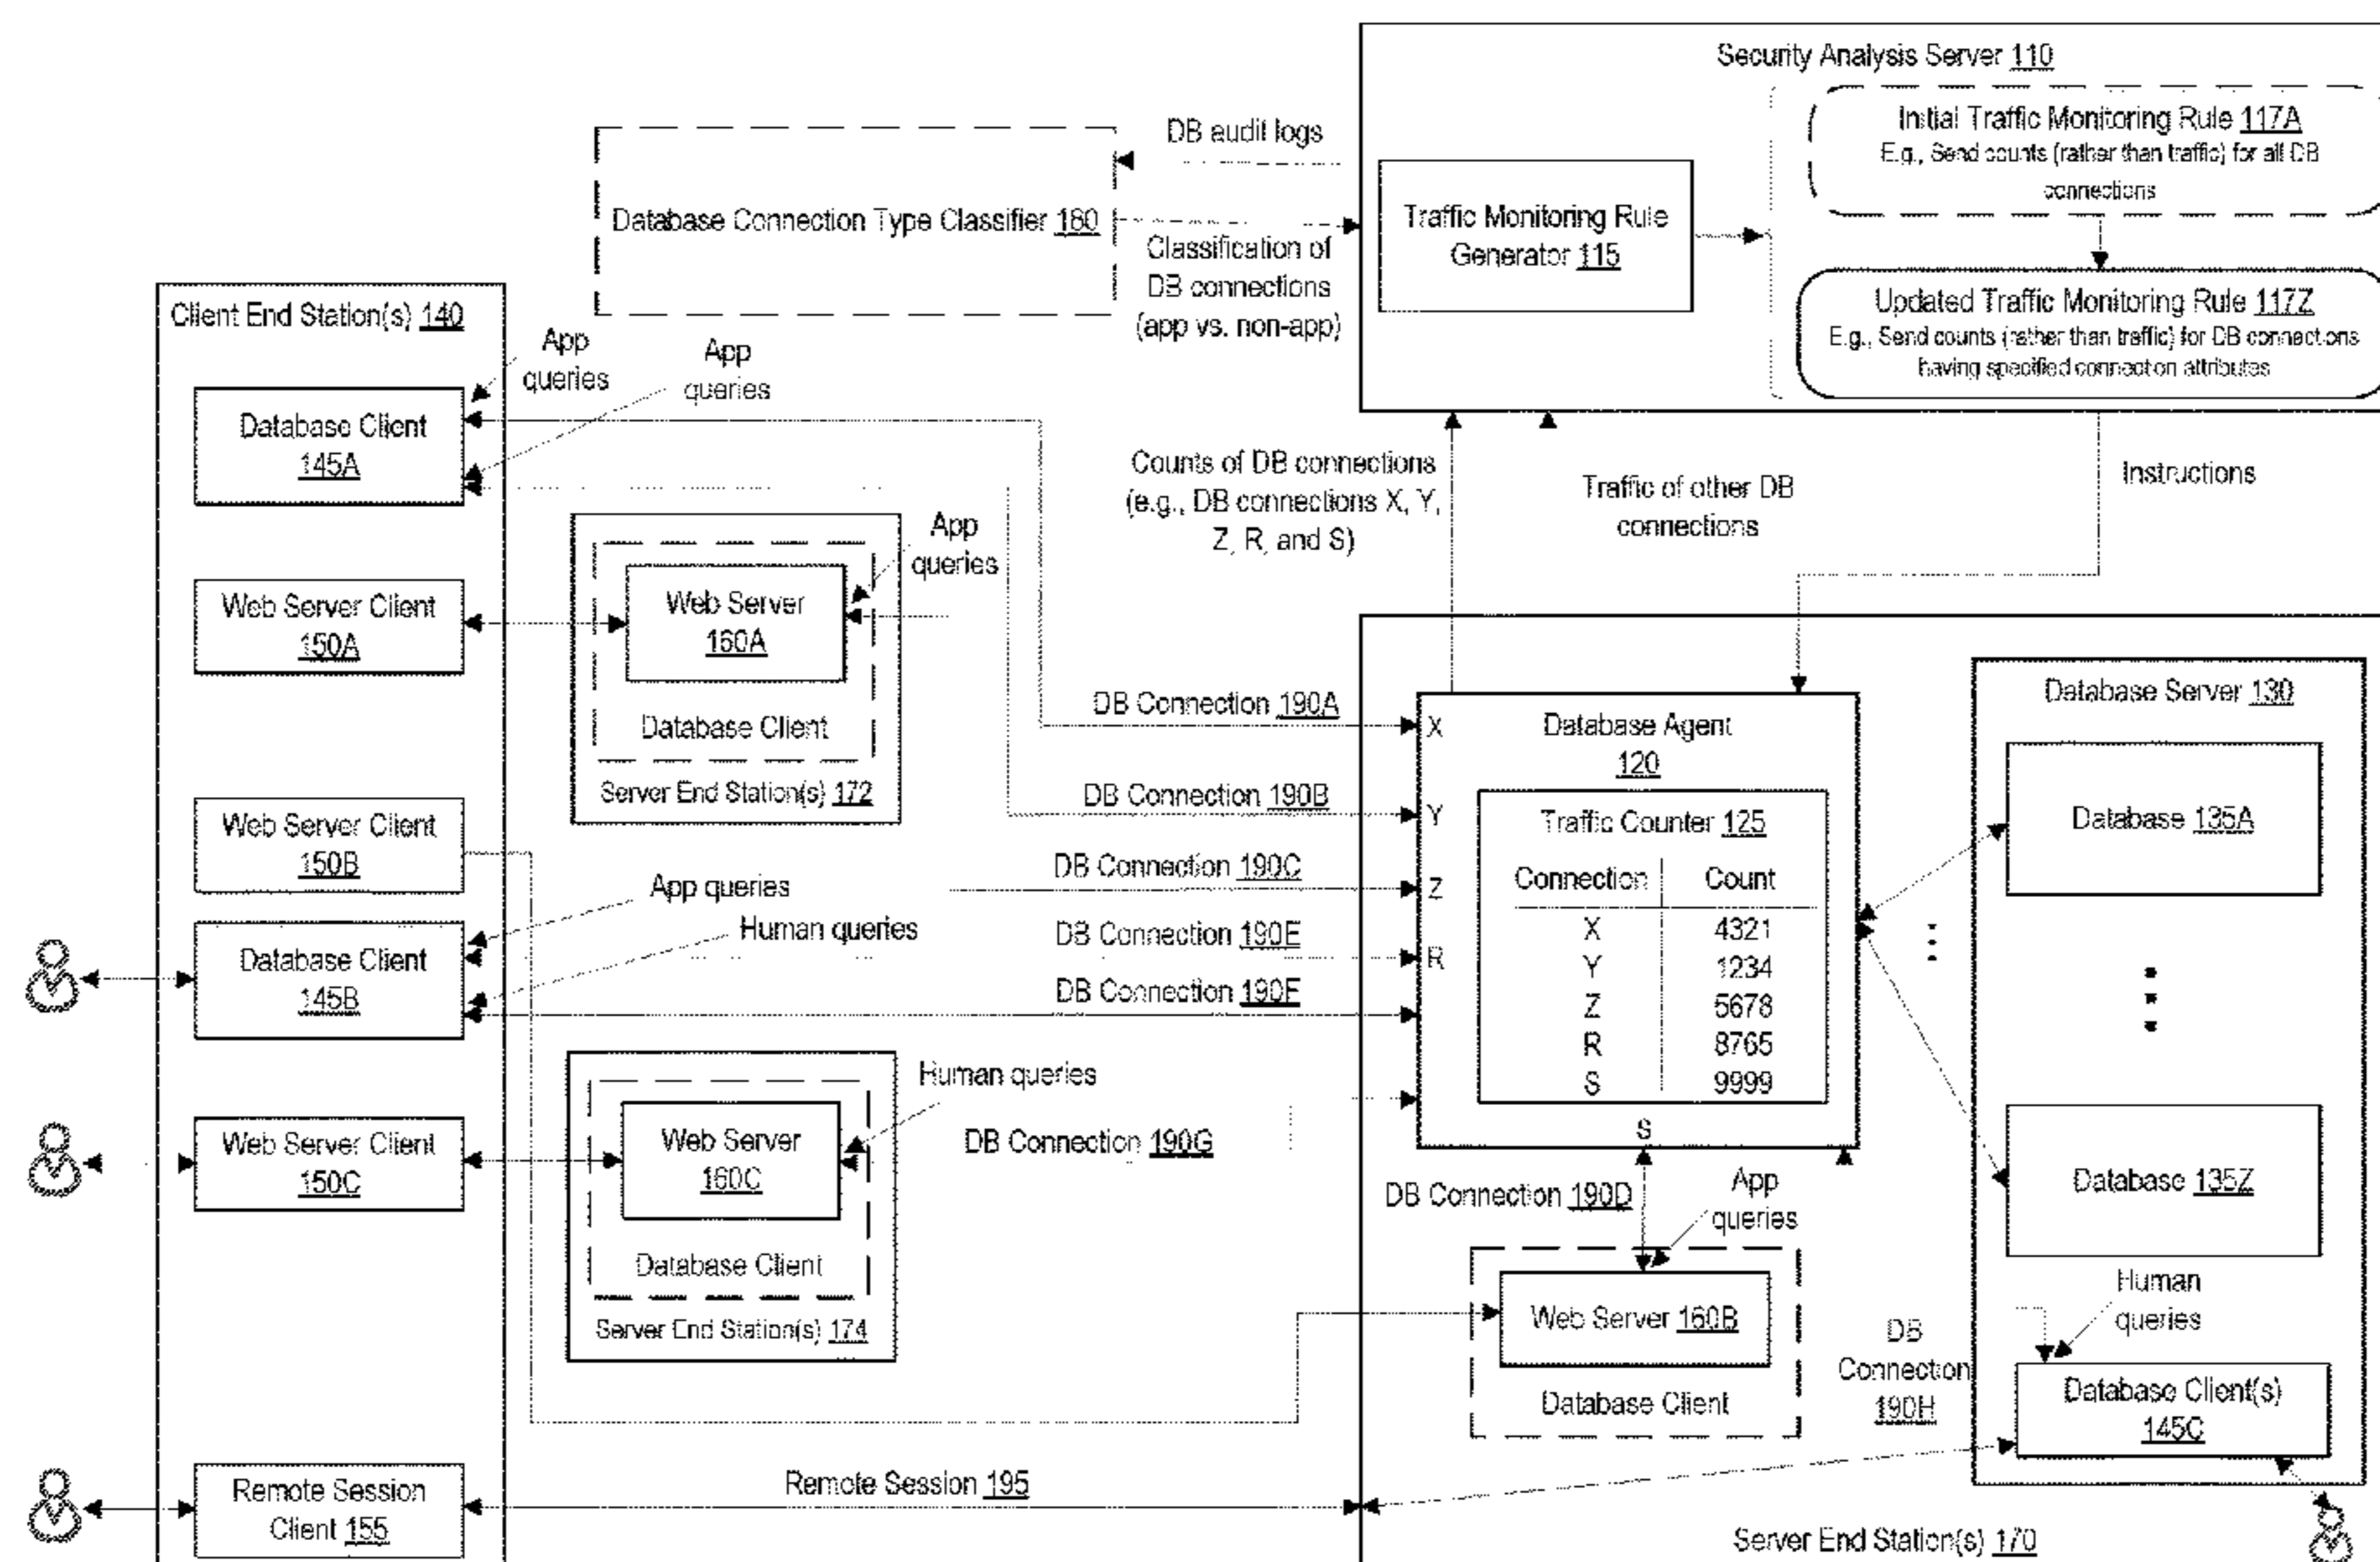 Security Analysis Server 110
Initial Traffic Monitoring Rule 117A
E.g., Send counts (rather than traffic) for all DB
connections
Traffic Monitoring Rule
Generator 115
Updated Traffic Monitoring Rule 117Z
E.g., Send counts (rather than traffic) for DB connections
having specified connection attributes
DB audit logs
Database Connection Type Classifier 180
Classification of
DB connections
(app vs. non-app)
Client End Station(s) 140
App
queries
App
queries
Database Client
145A
Counts of DB connections
(e.g., DB connections X, Y,
Z, R, and S)
Traffic of other DB
connections
Instructions
App
queries
Web Server Client
150A
Web Server
160A
Database Client
Server End Station(s) 172
DB Connection 190A
DB Connection 190B
DB Connection 190C
DB Connection 190E
DB Connection 190F
X
Y
Z
R
Database Agent
120
Traffic Counter 125
Connection Count
X 4321
Y 1234
Z 5678
R 8765
S 9999
S
Database Server 130
Database 135A
Database 135Z
Web Server Client
150B
App queries
Human queries
Database Client
145B
Web Server Client
150C
Web Server
160C
Database Client
Server End Station(s) 174
Human queries
DB Connection 190G
DB Connection 190D
App
queries
Web Server 160B
Database Client
DB
Connection
190H
Human
queries
Database Client(s)
145C
Remote Session
Client 155
Remote Session 195
Server End Station(s) 170